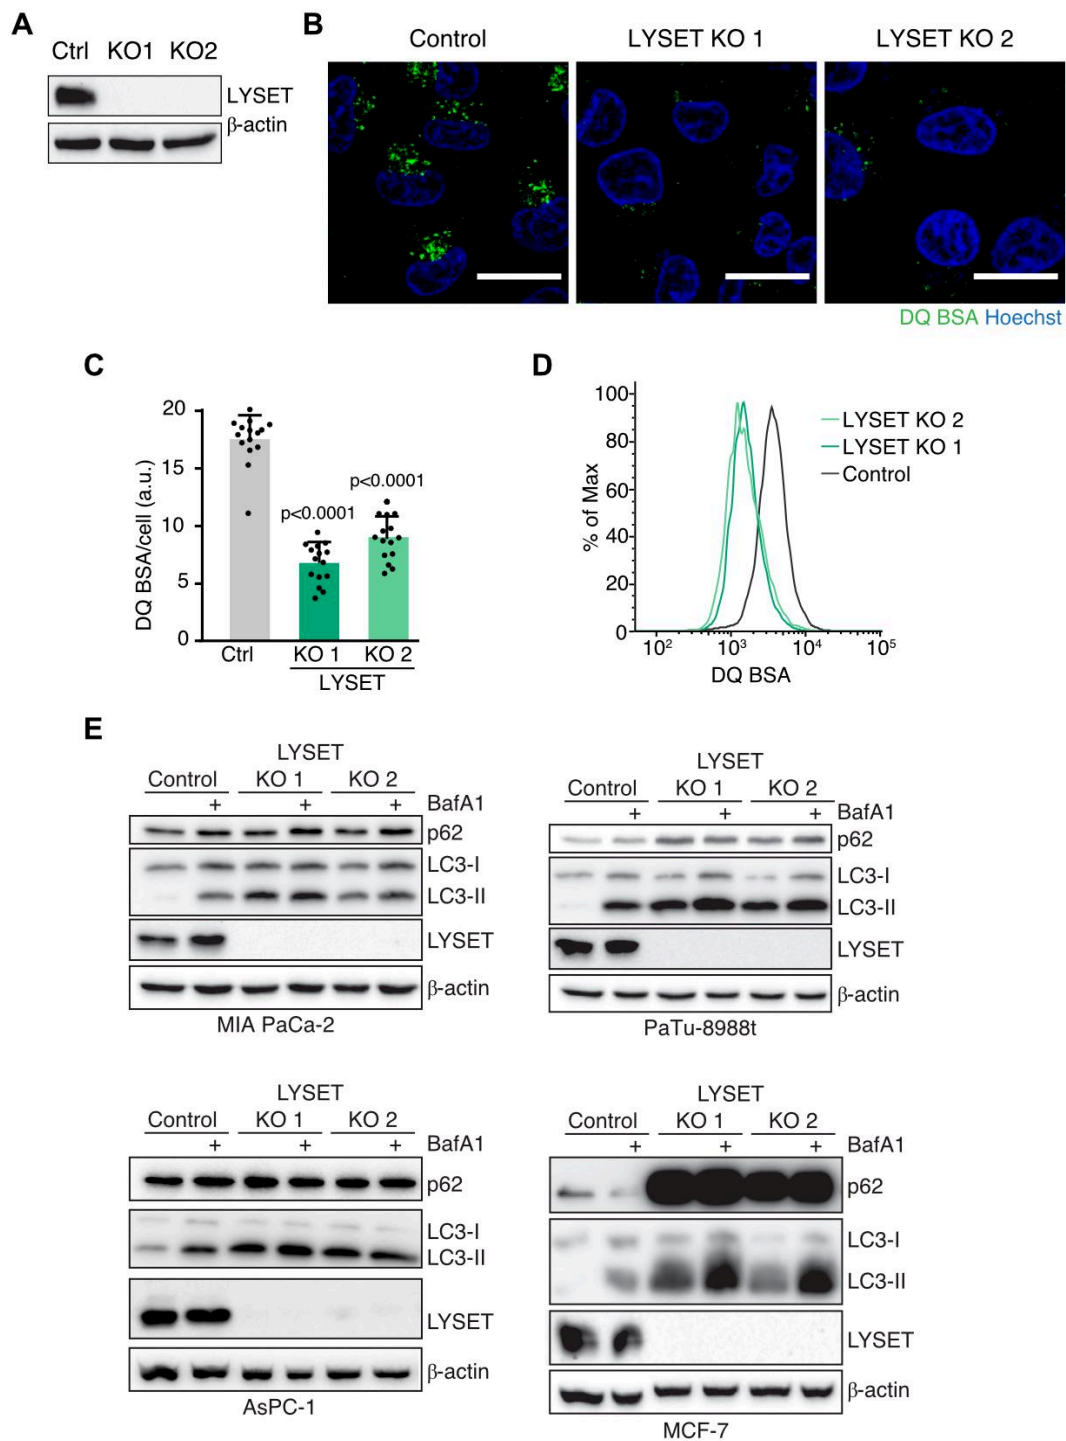 A
Ctrl KO1 KO2
LYSET
β-actin
B
Control LYSET KO 1 LYSET KO 2
DQ BSA Hoechst
C
DQ BSA/cell (a.u.)
20
15
10
5
0
p<0.0001
p<0.0001
Ctrl KO 1 KO 2
LYSET
D
% of Max
100
80
60
40
20
0
10² 10³ 10⁴ 10⁵
DQ BSA
LYSET KO 2
LYSET KO 1
Control
E
LYSET
Control KO 1 KO 2
+ + + BafA1
p62
LC3-I
LC3-II
LYSET
β-actin
MIA PaCa-2
LYSET
Control KO 1 KO 2
+ + + BafA1
p62
LC3-I
LC3-II
LYSET
β-actin
PaTu-8988t
LYSET
Control KO 1 KO 2
+ + + BafA1
p62
LC3-I
LC3-II
LYSET
β-actin
AsPC-1
LYSET
Control KO 1 KO 2
+ + + BafA1
p62
LC3-I
LC3-II
LYSET
β-actin
MCF-7